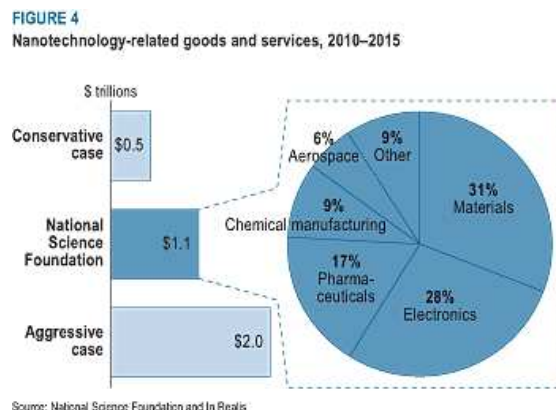 FIGURE 4
Nanotechnology-related goods and services, 2010–2015
$ trillions
Conservative
case
$0.5
National
Science
Foundation
$1.1
Aggressive
case
$2.0
6%
Aerospace
9%
Other
31%
Materials
9%
Chemical manufacturing
17%
Pharma-
ceuticals
28%
Electronics
Source: National Science Foundation and In Realis